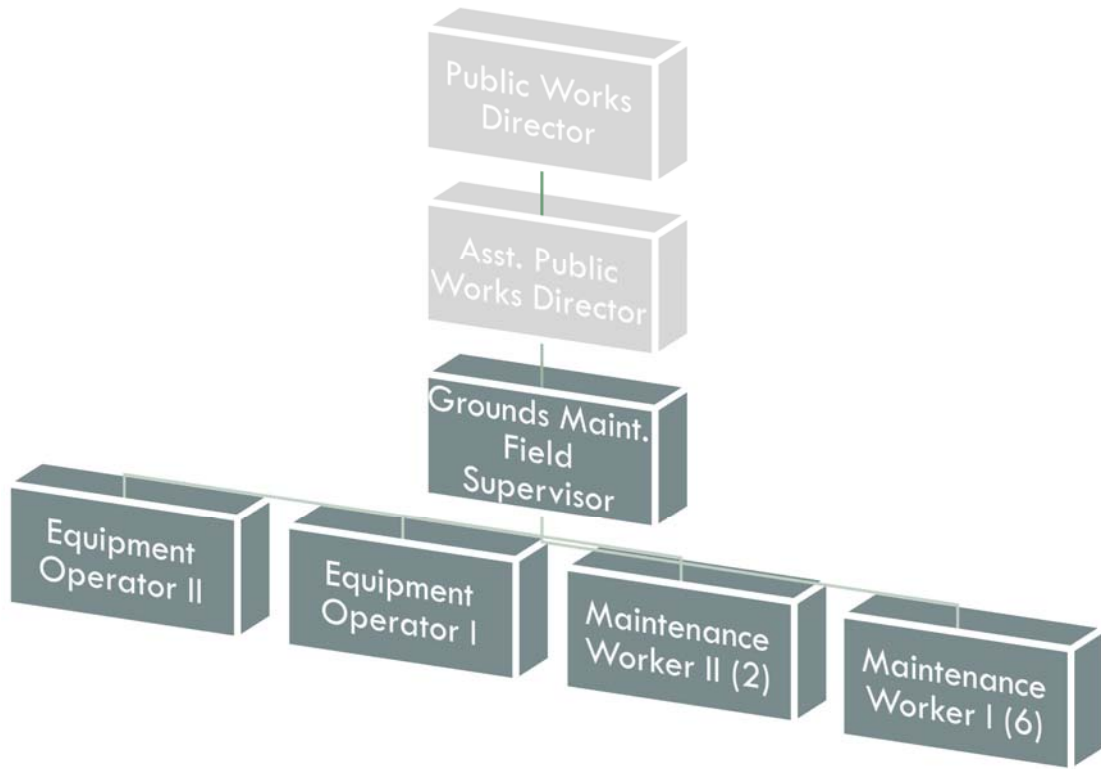 Public Works
Director
Asst. Public
Works Director
Grounds Maint.
Field
Supervisor
Equipment
Operator II
Equipment
Operator I
Maintenance
Worker II (2)
Maintenance
Worker I (6)